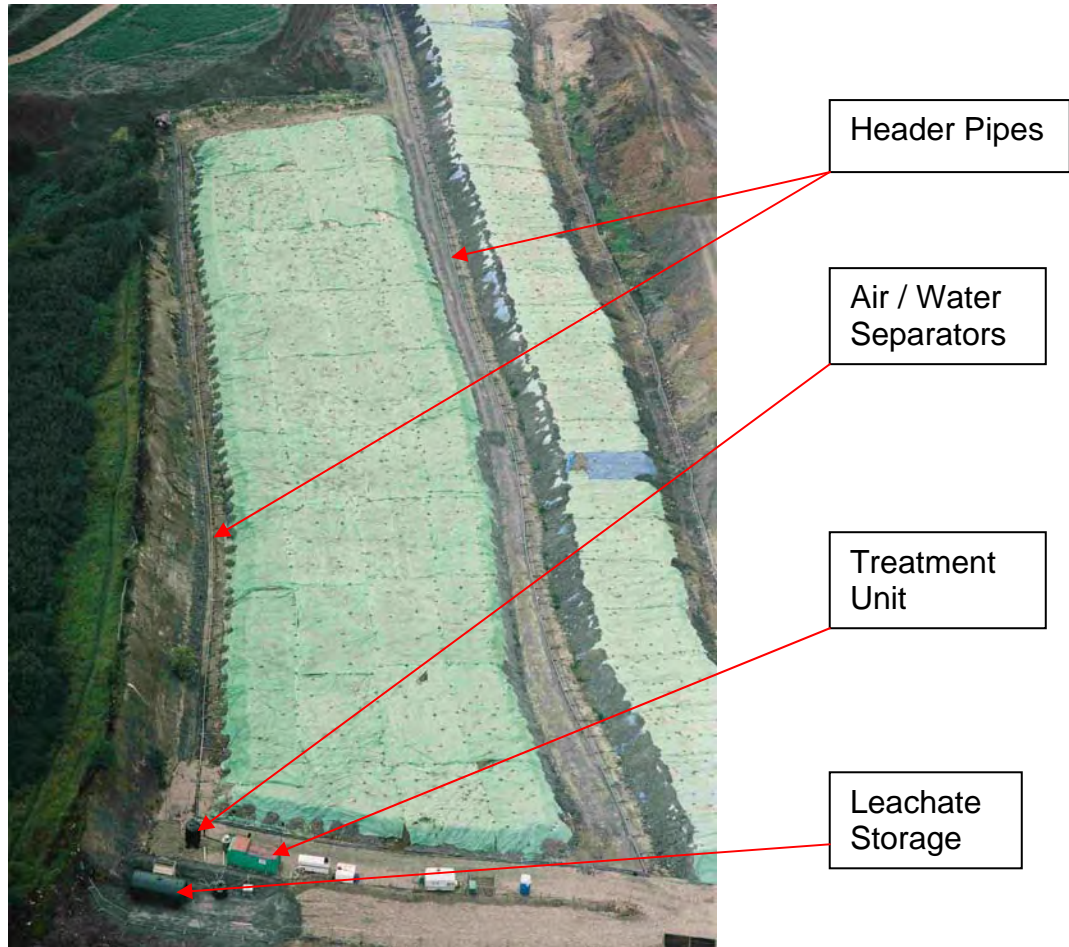 Header Pipes
Air / Water
Separators
Treatment
Unit
Leachate
Storage